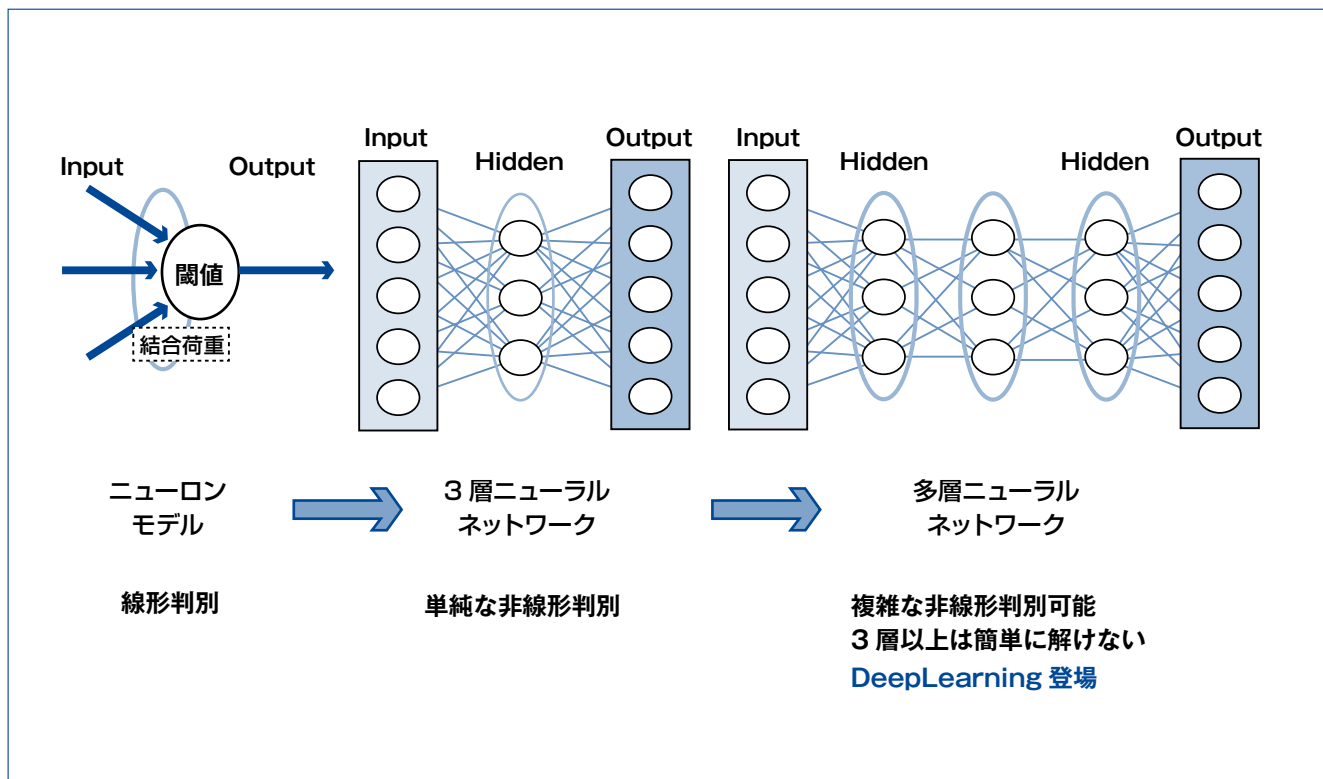 Input
Output
閾値
結合荷重
ニューロン
モデル
線形判別
Input
Hidden
Output
3 層ニューラル
ネットワーク
単純な非線形判別
Input
Hidden
Hidden
Output
多層ニューラル
ネットワーク
複雑な非線形判別可能
3 層以上は簡単に解けない
DeepLearning 登場